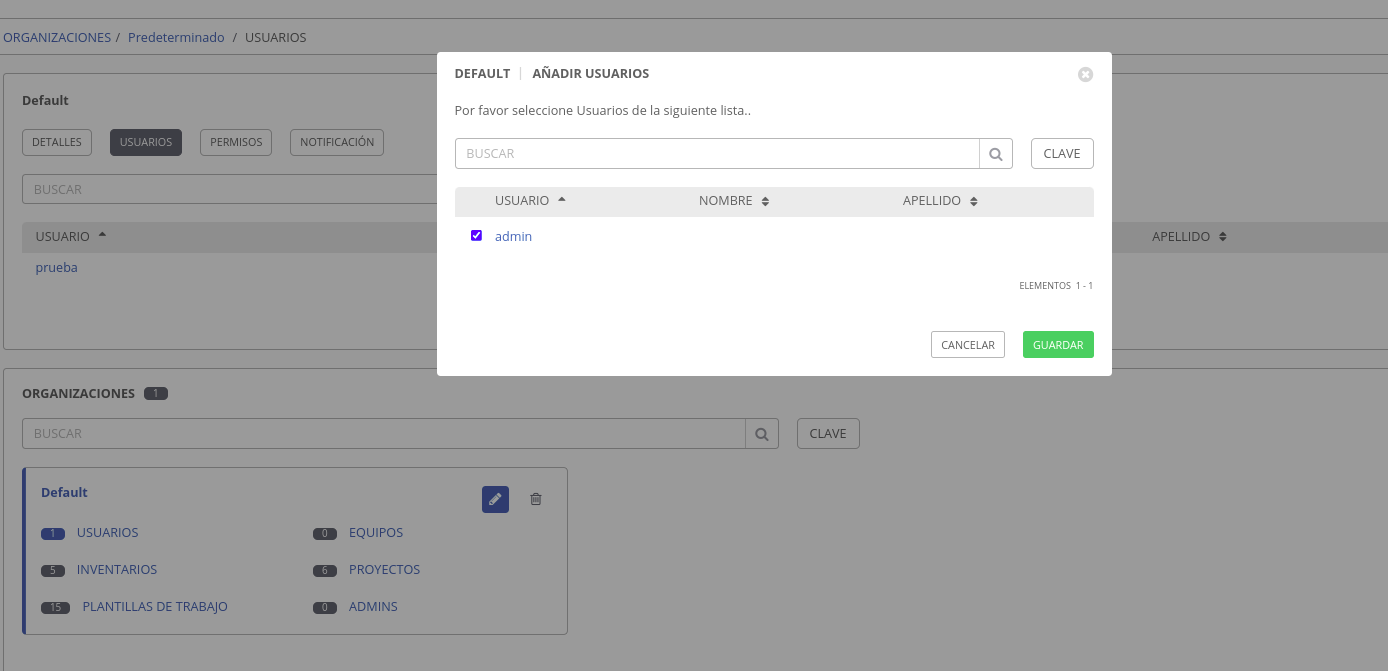 ORGANIZACIONES / Predeterminado / USUARIOS
DEFAULT | AÑADIR USUARIOS
Por favor seleccione Usuarios de la siguiente lista..
BUSCAR CLAVE
USUARIO NOMBRE APELLIDO
admin
ELEMENTOS 1 - 1
CANCELAR GUARDAR
Default
DETALLES USUARIOS PERMISOS NOTIFICACIÓN
BUSCAR
USUARIO APELLIDO
prueba
ORGANIZACIONES 1
BUSCAR CLAVE
Default
1 USUARIOS 0 EQUIPOS
5 INVENTARIOS 6 PROYECTOS
15 PLANTILLAS DE TRABAJO 0 ADMINS